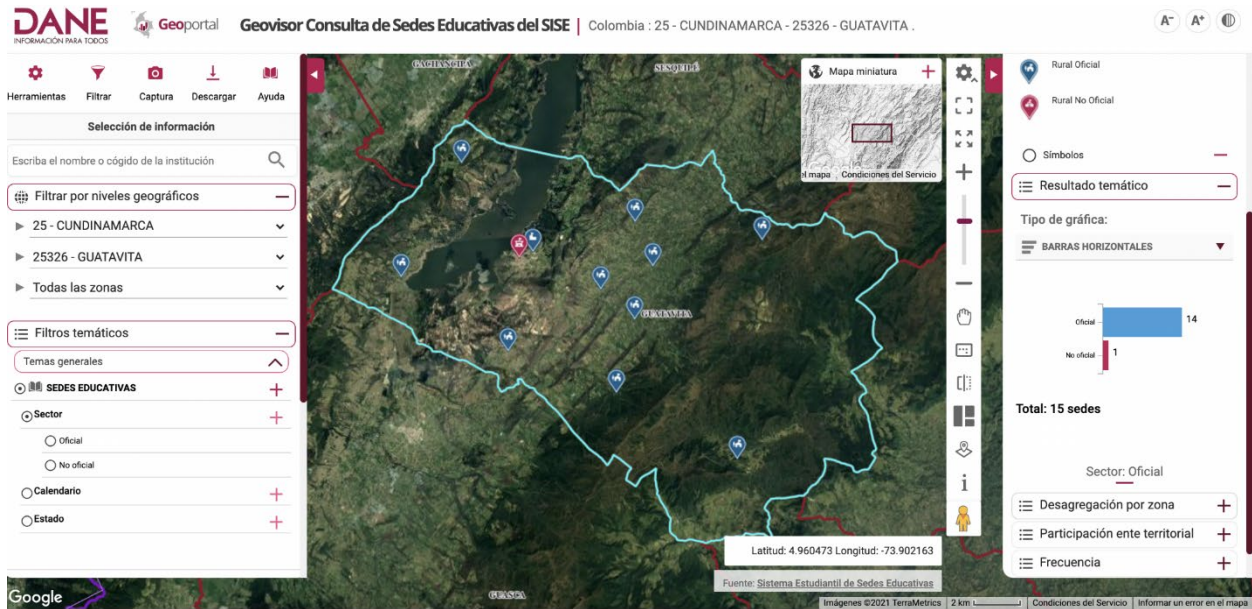 DANE
INFORMACIÓN PARA TODOS
Geoportal
Geovisor Consulta de Sedes Educativas del SISE | Colombia : 25 - CUNDINAMARCA - 25326 - GUATAVITA .
A-
A+
Herramientas
Filtrar
Captura
Descargar
Ayuda
Selección de información
Escriba el nombre o cógido de la institución
Filtrar por niveles geográficos
25 - CUNDINAMARCA
25326 - GUATAVITA
Todas las zonas
Filtros temáticos
Temas generales
SEDES EDUCATIVAS
Sector
Oficial
No oficial
Calendario
Estado
GACHANCIPÁ
SESQUILÉ
GUATAVITA
GUASCA
Mapa miniatura
el mapa
Condiciones del Servicio
Latitud: 4.960473 Longitud: -73.902163
Fuente: Sistema Estudiantil de Sedes Educativas
Google
Imágenes ©2021 TerraMetrics
2 km
Condiciones del Servicio
Informar un error en el mapa
Rural Oficial
Rural No Oficial
Símbolos
Resultado temático
Tipo de gráfica:
BARRAS HORIZONTALES
Oficial
14
No oficial
1
Total: 15 sedes
Sector: Oficial
Desagregación por zona
Participación ente territorial
Frecuencia